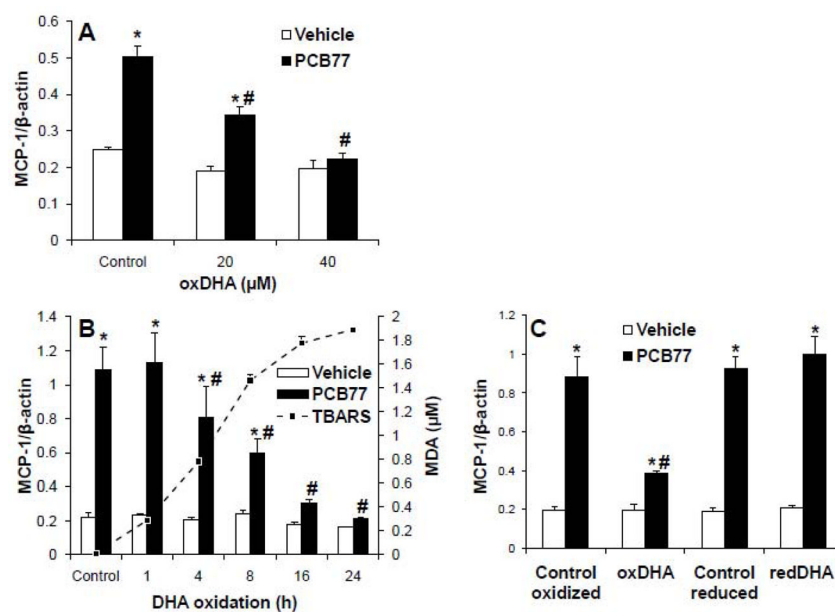 A
Vehicle
PCB77
MCP-1/β-actin
0.6
0.5
0.4
0.3
0.2
0.1
0
*
*#
#
Control 20 40
oxDHA (μM)
B
Vehicle
PCB77
TBARS
MCP-1/β-actin
1.4
1.2
1
0.8
0.6
0.4
0.2
0
*
*
*#
*#
#
#
2
1.8
1.6
1.4
1.2
1
0.8
0.6
0.4
0.2
0
MDA (μM)
Control 1 4 8 16 24
DHA oxidation (h)
C
Vehicle
PCB77
MCP-1/β-actin
1.2
1
0.8
0.6
0.4
0.2
0
*
*#
*
*
Control oxDHA Control redDHA
oxidized reduced